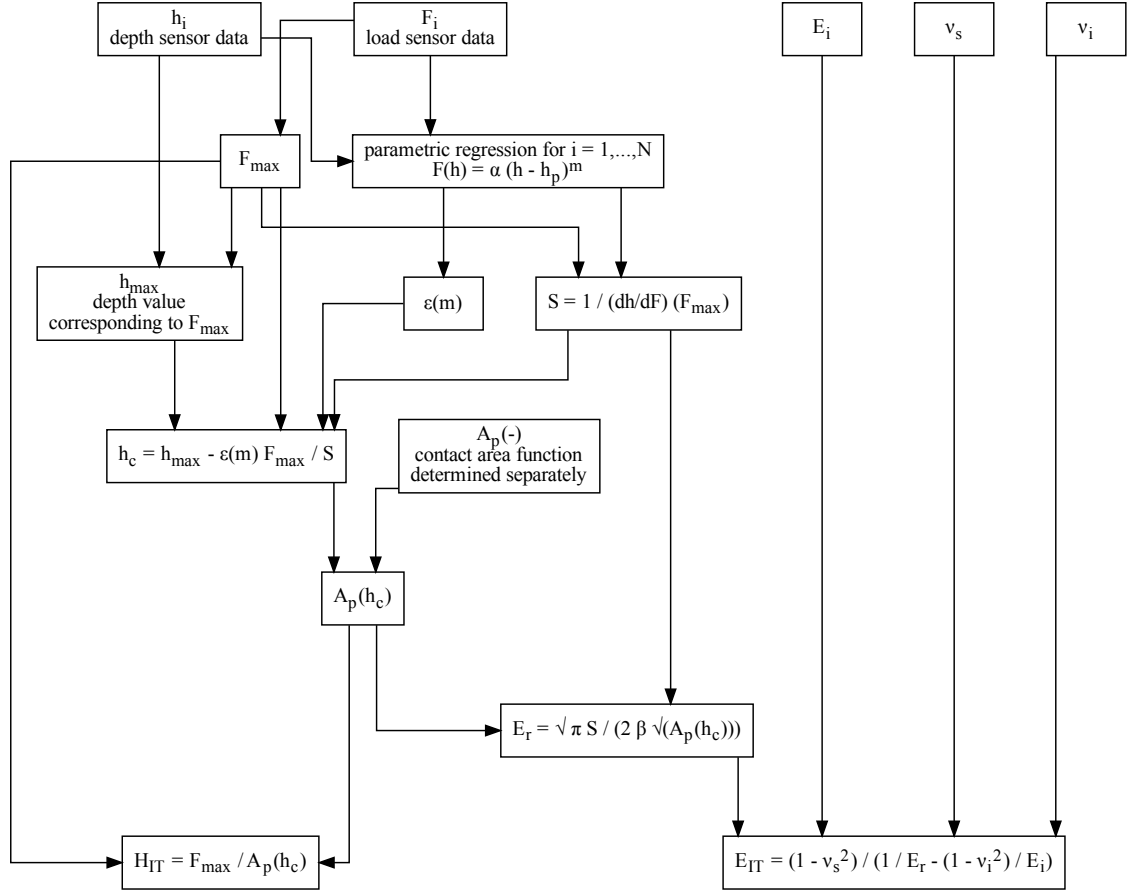 h_i
depth sensor data
F_i
load sensor data
E_i
ν_s
ν_i
F_max
parametric regression for i = 1,...,N
F(h) = α (h - h_p)^m
h_max
depth value
corresponding to F_max
ε(m)
S = 1 / (dh/dF) (F_max)
h_c = h_max - ε(m) F_max / S
A_p(-)
contact area function
determined separately
A_p(h_c)
E_r = √ π S / (2 β √(A_p(h_c)))
H_IT = F_max / A_p(h_c)
E_IT = (1 - ν_s^2) / (1 / E_r - (1 - ν_i^2) / E_i)